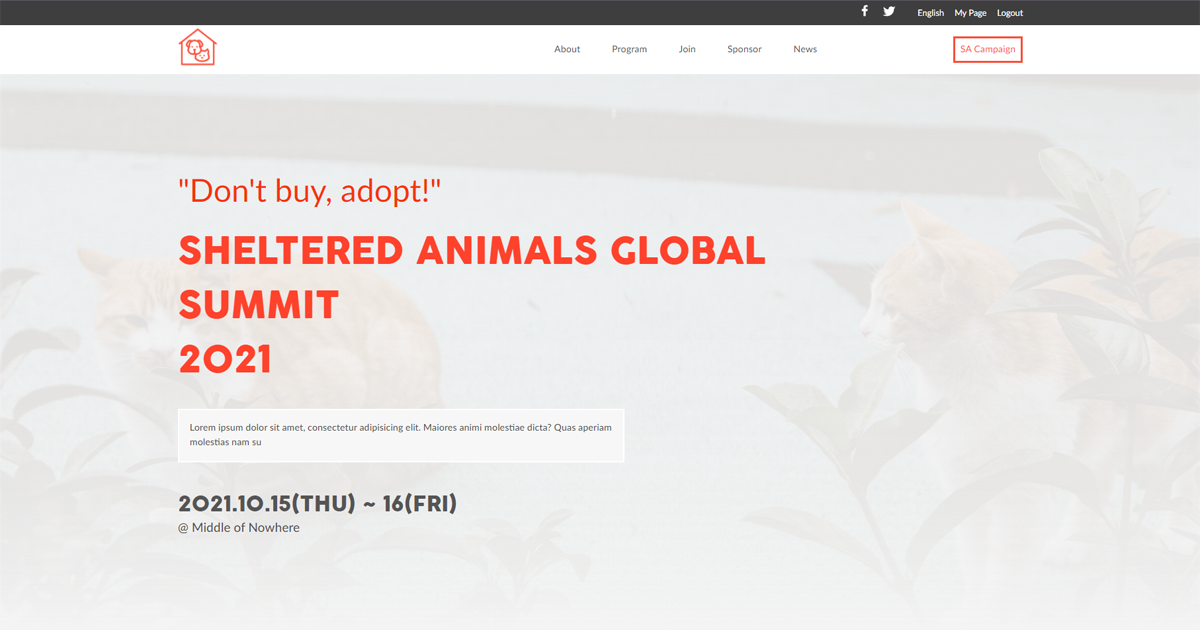 English My Page Logout
About Program Join Sponsor News SA Campaign
"Don't buy, adopt!"
SHELTERED ANIMALS GLOBAL
SUMMIT
2021
Lorem ipsum dolor sit amet, consectetur adipisicing elit. Maiores animi molestiae dicta? Quas aperiam
molestias nam su
2021.10.15(THU) ~ 16(FRI)
@ Middle of Nowhere